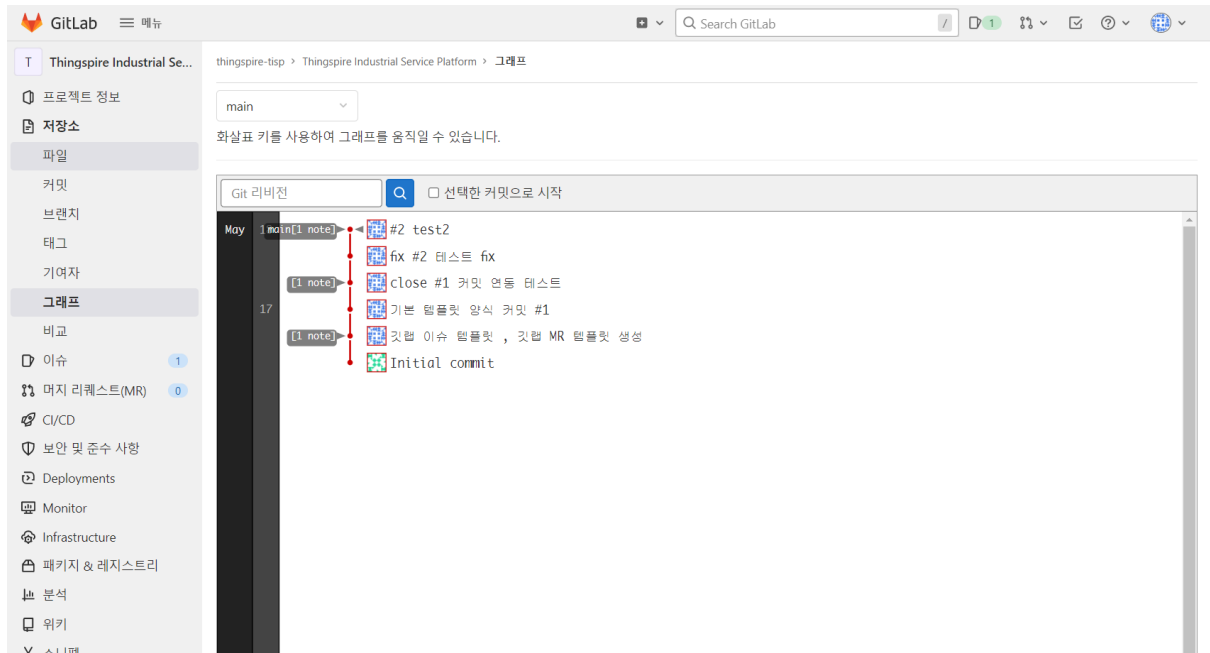 GitLab 메뉴 Search GitLab / 1
T Thingspire Industrial Se...
thingspire-tisp > Thingspire Industrial Service Platform > 그래프
프로젝트 정보
저장소
파일
커밋
브랜치
태그
기여자
그래프
비교
이슈 1
머지 리퀘스트(MR) 0
CI/CD
보안 및 준수 사항
Deployments
Monitor
Infrastructure
패키지 & 레지스트리
분석
위키
main
화살표 키를 사용하여 그래프를 움직일 수 있습니다.
Git 리비전 선택한 커밋으로 시작
May main[1 note] #2 test2
fix #2 테스트 fix
[1 note] close #1 커밋 연동 테스트
17 기본 템플릿 양식 커밋 #1
[1 note] 깃랩 이슈 템플릿 , 깃랩 MR 템플릿 생성
Initial commit